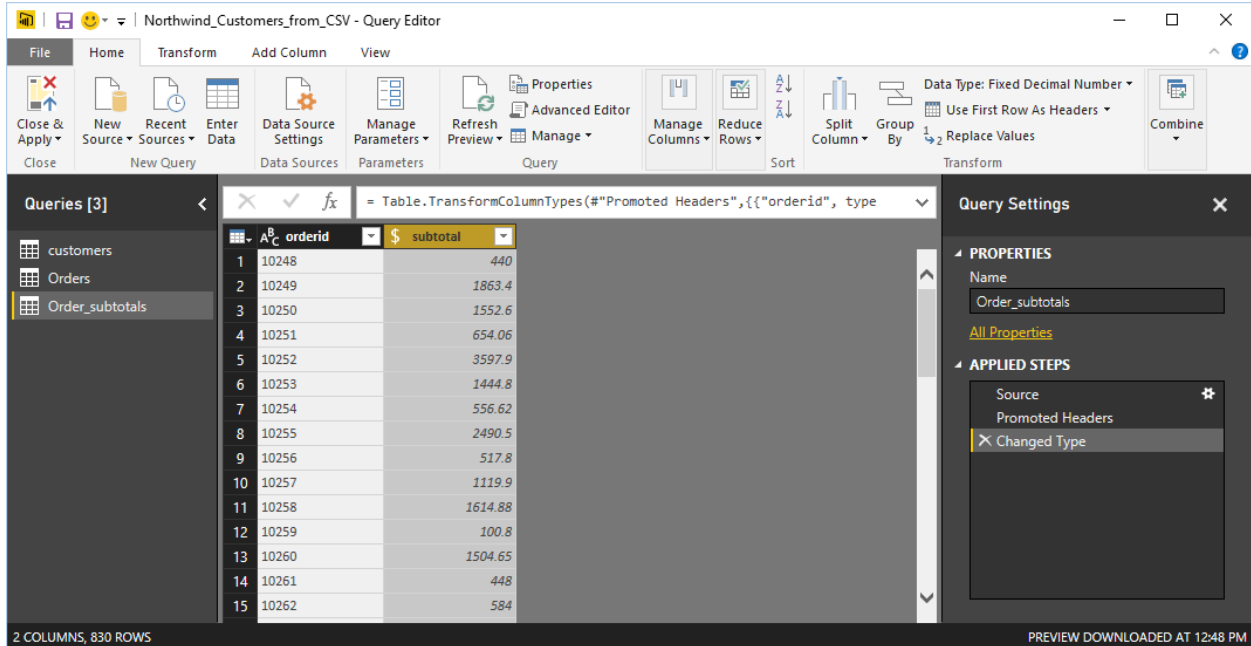 Northwind_Customers_from_CSV - Query Editor
File Home Transform Add Column View
Close & Apply
New Source
Recent Sources
Enter Data
Data Source Settings
Manage Parameters
Refresh Preview
Properties
Advanced Editor
Manage
Manage Columns
Reduce Rows
Split Column
Group By
Data Type: Fixed Decimal Number
Use First Row As Headers
Replace Values
Combine
Close New Query Data Sources Parameters Query Sort Transform
Queries [3]
customers
Orders
Order_subtotals
fx = Table.TransformColumnTypes(#"Promoted Headers",{{"orderid", type
ABC orderid $ subtotal
1 10248 440
2 10249 1863.4
3 10250 1552.6
4 10251 654.06
5 10252 3597.9
6 10253 1444.8
7 10254 556.62
8 10255 2490.5
9 10256 517.8
10 10257 1119.9
11 10258 1614.88
12 10259 100.8
13 10260 1504.65
14 10261 448
15 10262 584
Query Settings
PROPERTIES
Name
Order_subtotals
All Properties
APPLIED STEPS
Source
Promoted Headers
Changed Type
2 COLUMNS, 830 ROWS
PREVIEW DOWNLOADED AT 12:48 PM